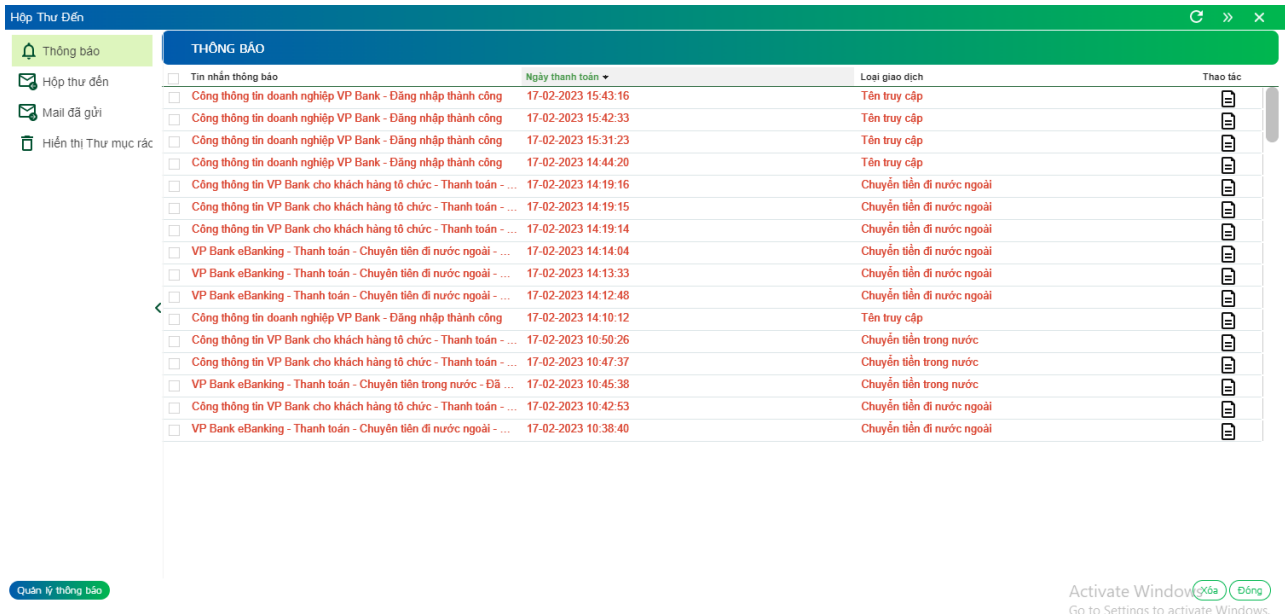 Hộp Thư Đến
Thông báo
Hộp thư đến
Mail đã gửi
Hiển thị Thư mục rác
THÔNG BÁO
Tin nhắn thông báo Ngày thanh toán Loại giao dịch Thao tác
Cổng thông tin doanh nghiệp VP Bank - Đăng nhập thành công 17-02-2023 15:43:16 Tên truy cập
Cổng thông tin doanh nghiệp VP Bank - Đăng nhập thành công 17-02-2023 15:42:33 Tên truy cập
Cổng thông tin doanh nghiệp VP Bank - Đăng nhập thành công 17-02-2023 15:31:23 Tên truy cập
Cổng thông tin doanh nghiệp VP Bank - Đăng nhập thành công 17-02-2023 14:44:20 Tên truy cập
Cổng thông tin VP Bank cho khách hàng tổ chức - Thanh toán - ... 17-02-2023 14:19:16 Chuyển tiền đi nước ngoài
Cổng thông tin VP Bank cho khách hàng tổ chức - Thanh toán - ... 17-02-2023 14:19:15 Chuyển tiền đi nước ngoài
Cổng thông tin VP Bank cho khách hàng tổ chức - Thanh toán - ... 17-02-2023 14:19:14 Chuyển tiền đi nước ngoài
VP Bank eBanking - Thanh toán - Chuyển tiền đi nước ngoài - ... 17-02-2023 14:14:04 Chuyển tiền đi nước ngoài
VP Bank eBanking - Thanh toán - Chuyển tiền đi nước ngoài - ... 17-02-2023 14:13:33 Chuyển tiền đi nước ngoài
VP Bank eBanking - Thanh toán - Chuyển tiền đi nước ngoài - ... 17-02-2023 14:12:48 Chuyển tiền đi nước ngoài
Cổng thông tin doanh nghiệp VP Bank - Đăng nhập thành công 17-02-2023 14:10:12 Tên truy cập
Cổng thông tin VP Bank cho khách hàng tổ chức - Thanh toán - ... 17-02-2023 10:50:26 Chuyển tiền trong nước
Cổng thông tin VP Bank cho khách hàng tổ chức - Thanh toán - ... 17-02-2023 10:47:37 Chuyển tiền trong nước
VP Bank eBanking - Thanh toán - Chuyển tiền trong nước - Đã ... 17-02-2023 10:45:38 Chuyển tiền trong nước
Cổng thông tin VP Bank cho khách hàng tổ chức - Thanh toán - ... 17-02-2023 10:42:53 Chuyển tiền đi nước ngoài
VP Bank eBanking - Thanh toán - Chuyển tiền đi nước ngoài - ... 17-02-2023 10:38:40 Chuyển tiền đi nước ngoài
Quản lý thông báo
Xóa Đóng
Activate Windows
Go to Settings to activate Windows.